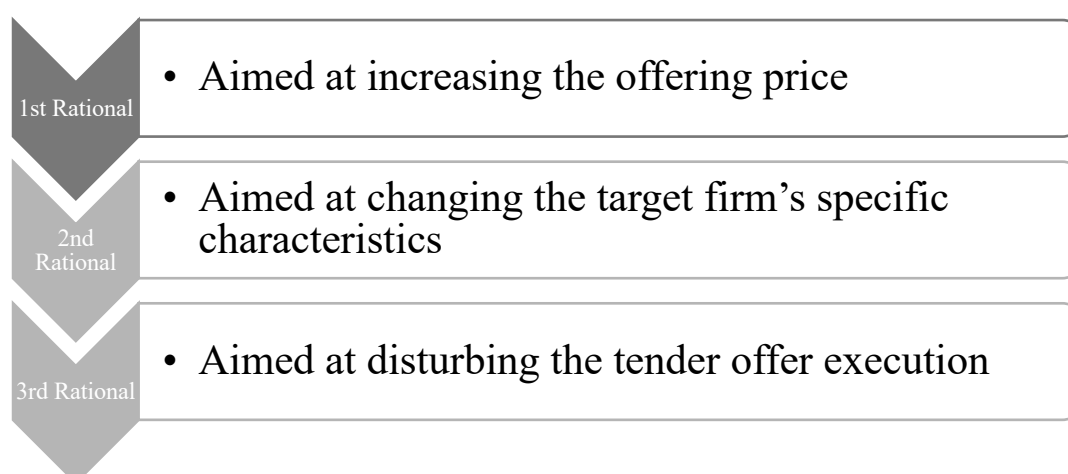 1st Rational
• Aimed at increasing the offering price
2nd
Rational
• Aimed at changing the target firm's specific
characteristics
3rd Rational
• Aimed at disturbing the tender offer execution